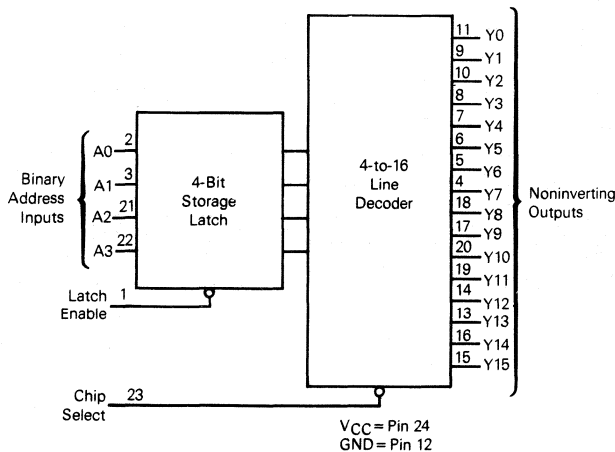 11 Y0
9 Y1
10 Y2
8 Y3
7 Y4
6 Y5
5 Y6
4 Y7
18 Y8
17 Y9
20 Y10
19 Y11
14 Y12
13 Y13
16 Y14
15 Y15
Binary
Address
Inputs
A0 2
A1 3
A2 21
A3 22
4-Bit
Storage
Latch
4-to-16
Line
Decoder
Noninverting
Outputs
Latch
Enable
1
Chip
Select
23
VCC = Pin 24
GND = Pin 12